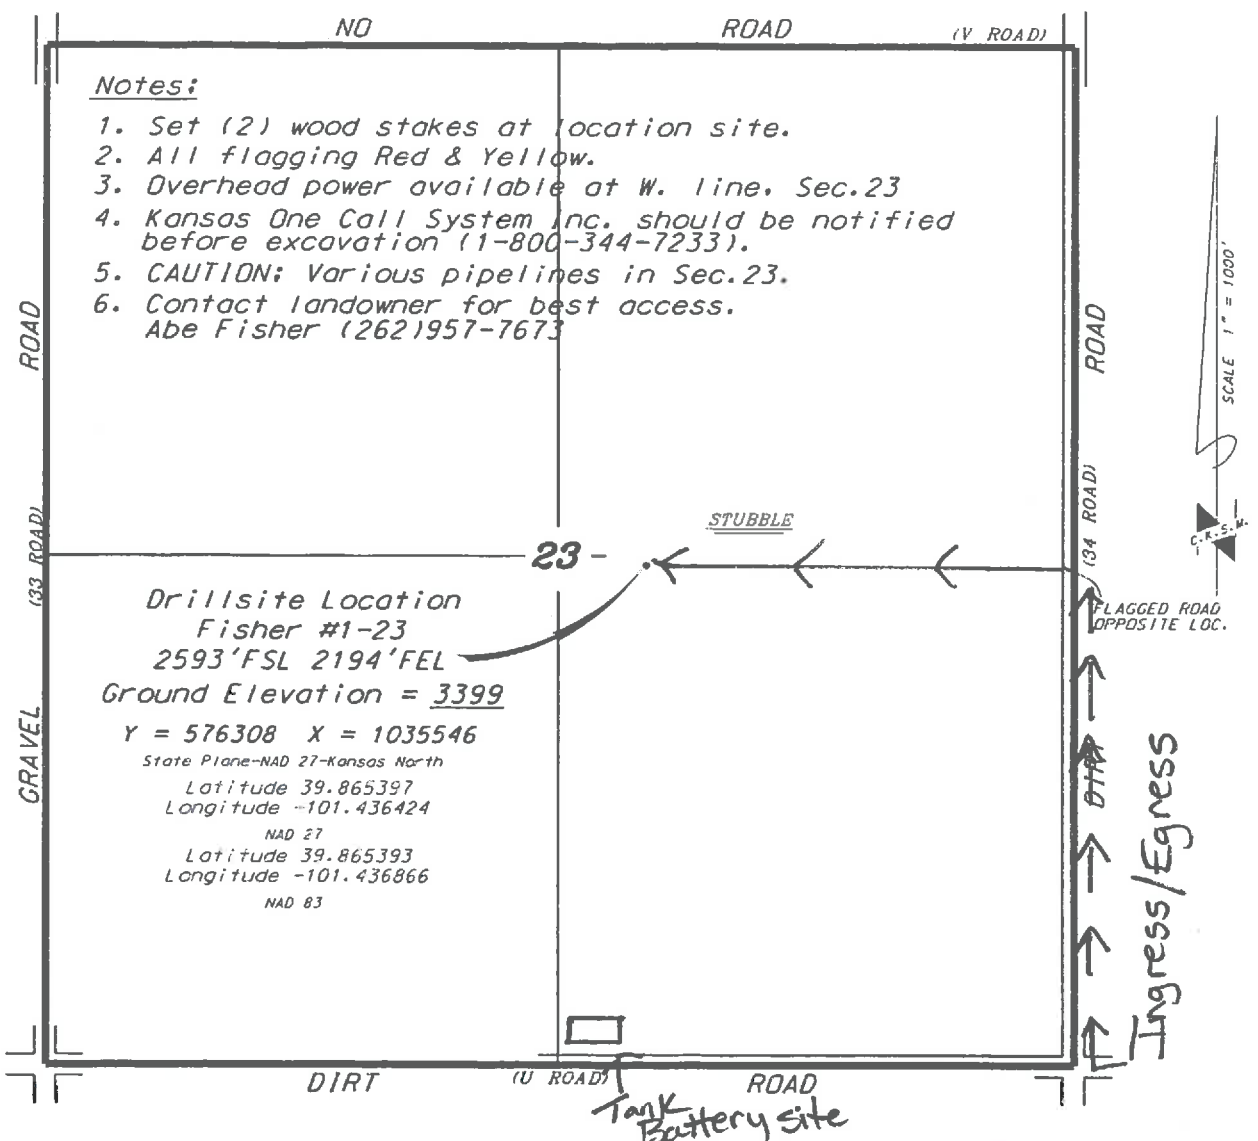 NO ROAD (V ROAD)
Notes:
1. Set (2) wood stakes at location site.
2. All flagging Red & Yellow.
3. Overhead power available at W. line, Sec.23
4. Kansas One Call System Inc. should be notified
before excavation (1-800-344-7233).
5. CAUTION: Various pipelines in Sec.23.
6. Contact landowner for best access.
Abe Fisher (262)957-7673
ROAD
(33 ROAD)
GRAVEL
ROAD
(34 ROAD)
DIRT
SCALE 1" = 1000'
C.K.S.M.
STUBBLE
23
FLAGGED ROAD
OPPOSITE LOC.
Drillsite Location
Fisher #1-23
2593'FSL 2194'FEL
Ground Elevation = 3399
Y = 576308 X = 1035546
State Plane-NAD 27-Kansas North
Latitude 39.865397
Longitude -101.436424
NAD 27
Latitude 39.865393
Longitude -101.436866
NAD 83
Ingress/Egress
DIRT (U ROAD) ROAD
Tank
Battery site